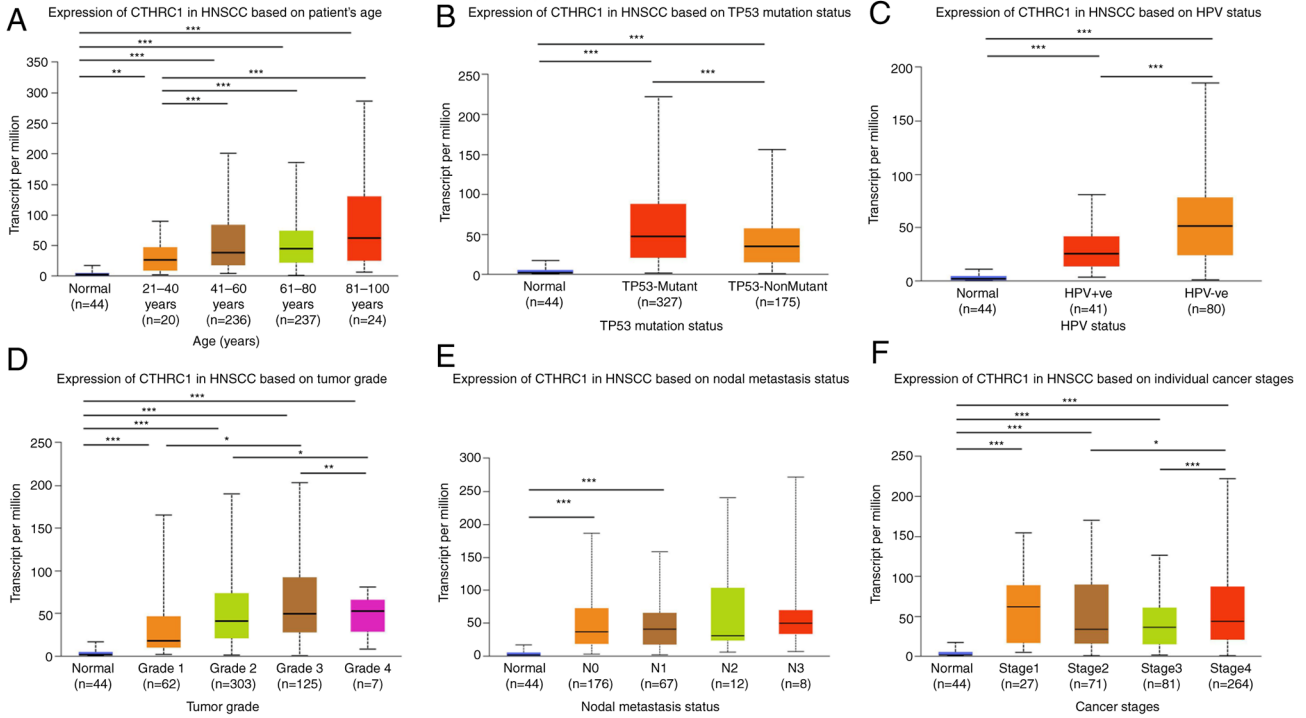 A
Expression of CTHRC1 in HNSCC based on patient's age
***
***
***
**
***
***
***
Transcript per million
350
300
250
200
150
100
50
0
Normal
(n=44)
21–40
years
(n=20)
41–60
years
(n=236)
61–80
years
(n=237)
81–100
years
(n=24)
Age (years)
B
Expression of CTHRC1 in HNSCC based on TP53 mutation status
***
***
***
Transcript per million
250
200
150
100
50
0
Normal
(n=44)
TP53-Mutant
(n=327)
TP53-NonMutant
(n=175)
TP53 mutation status
C
Expression of CTHRC1 in HNSCC based on HPV status
***
***
***
Transcript per million
200
150
100
50
0
Normal
(n=44)
HPV+ve
(n=41)
HPV-ve
(n=80)
HPV status
D
Expression of CTHRC1 in HNSCC based on tumor grade
***
***
***
***
*
*
**
Transcript per million
250
200
150
100
50
0
Normal
(n=44)
Grade 1
(n=62)
Grade 2
(n=303)
Grade 3
(n=125)
Grade 4
(n=7)
Tumor grade
E
Expression of CTHRC1 in HNSCC based on nodal metastasis status
***
***
Transcript per million
300
250
200
150
100
50
0
Normal
(n=44)
N0
(n=176)
N1
(n=67)
N2
(n=12)
N3
(n=8)
Nodal metastasis status
F
Expression of CTHRC1 in HNSCC based on individual cancer stages
***
***
***
***
*
***
Transcript per million
250
200
150
100
50
0
Normal
(n=44)
Stage1
(n=27)
Stage2
(n=71)
Stage3
(n=81)
Stage4
(n=264)
Cancer stages